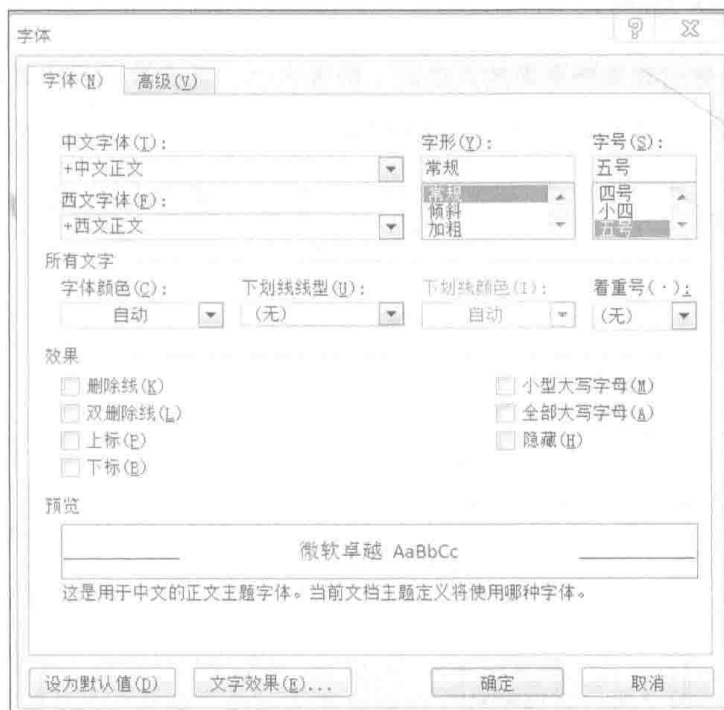 字体
字体(N) 高级(V)
中文字体(T): 字形(Y): 字号(S):
+中文正文 常规 五号
西文字体(F): 常规 四号
+西文正文 倾斜 小四
加粗 五号
所有文字
字体颜色(C): 下划线线型(U): 下划线颜色(I): 着重号(·):
自动 (无) 自动 (无)
效果
删除线(K) 小型大写字母(M)
双删除线(L) 全部大写字母(A)
上标(P) 隐藏(H)
下标(B)
预览
微软卓越 AaBbCc
这是用于中文的正文主题字体。当前文档主题定义将使用哪种字体。
设为默认值(D) 文字效果(E)... 确定 取消